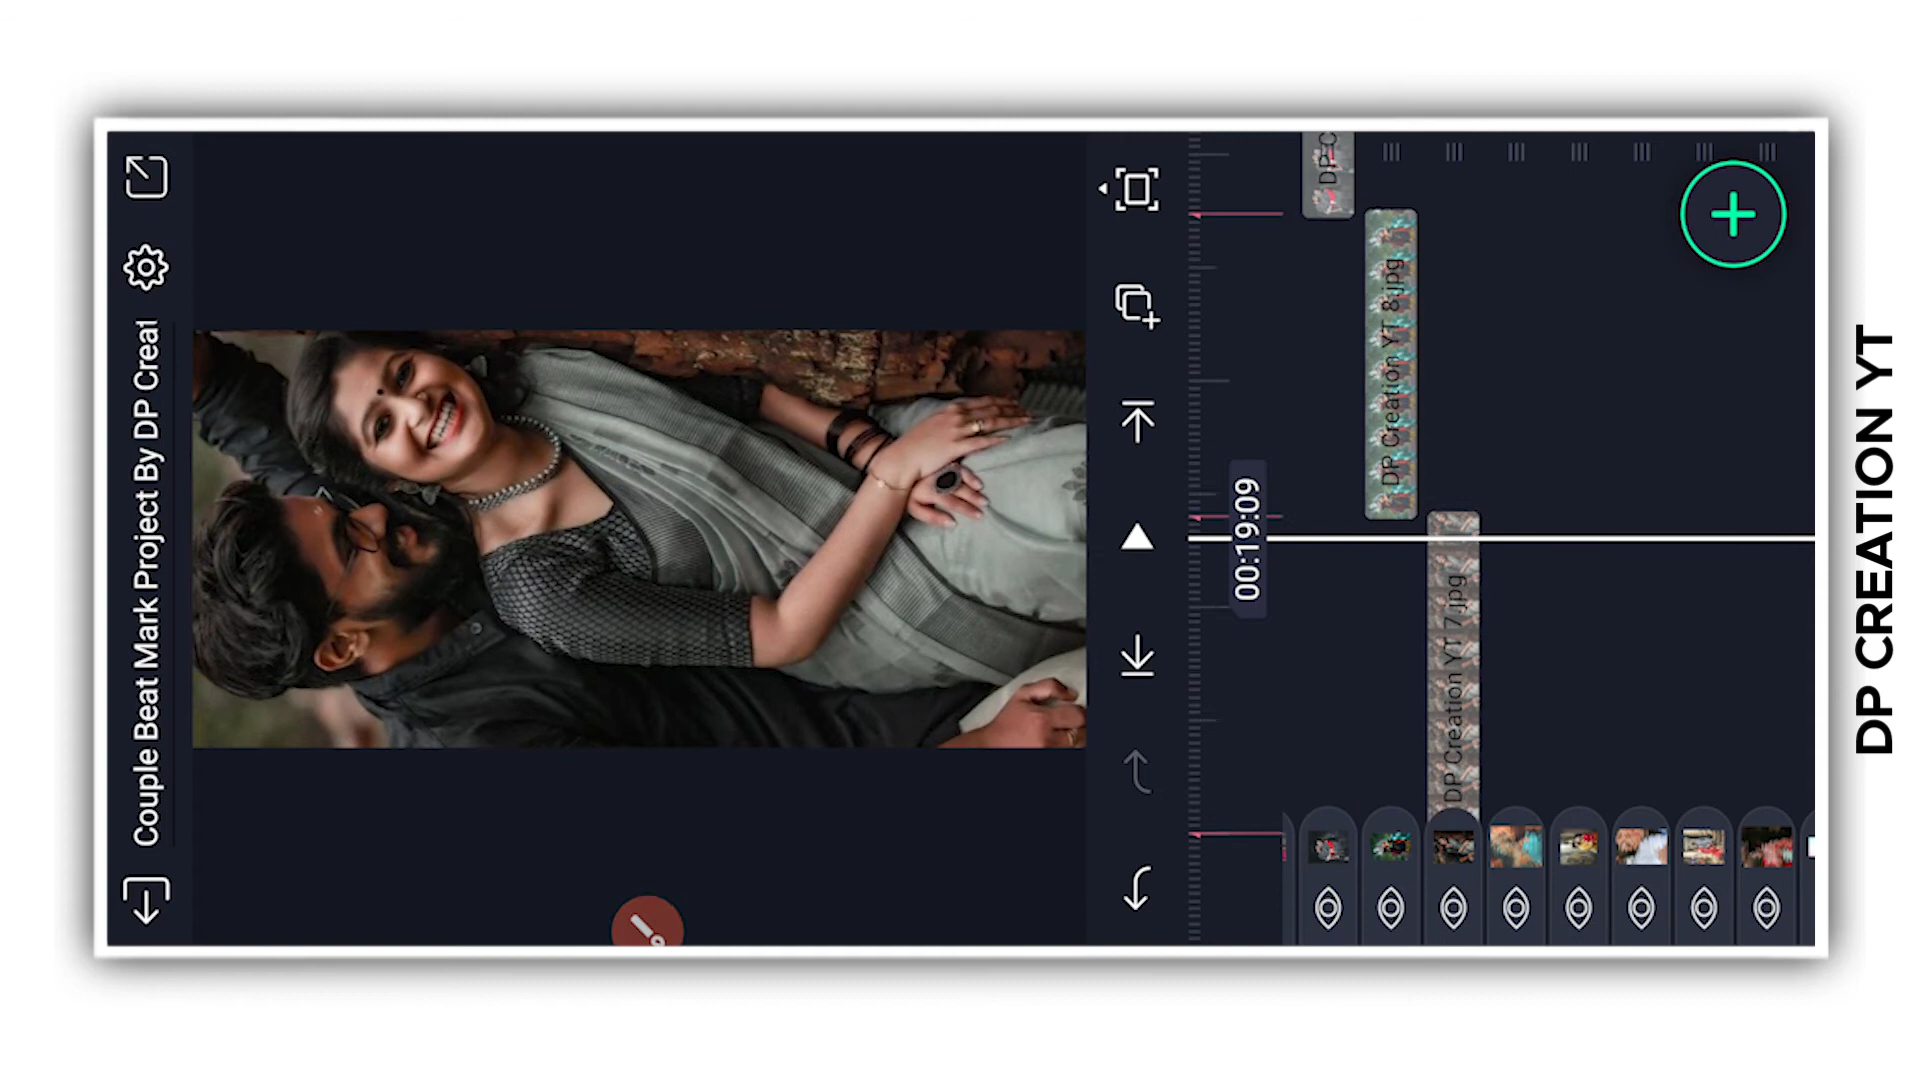 Couple Beat Mark Project By DP Creat
00:19:09
DP C
DP Creation YT 8.jpg
DP Creation YT 7.jpg
DP CREATION YT